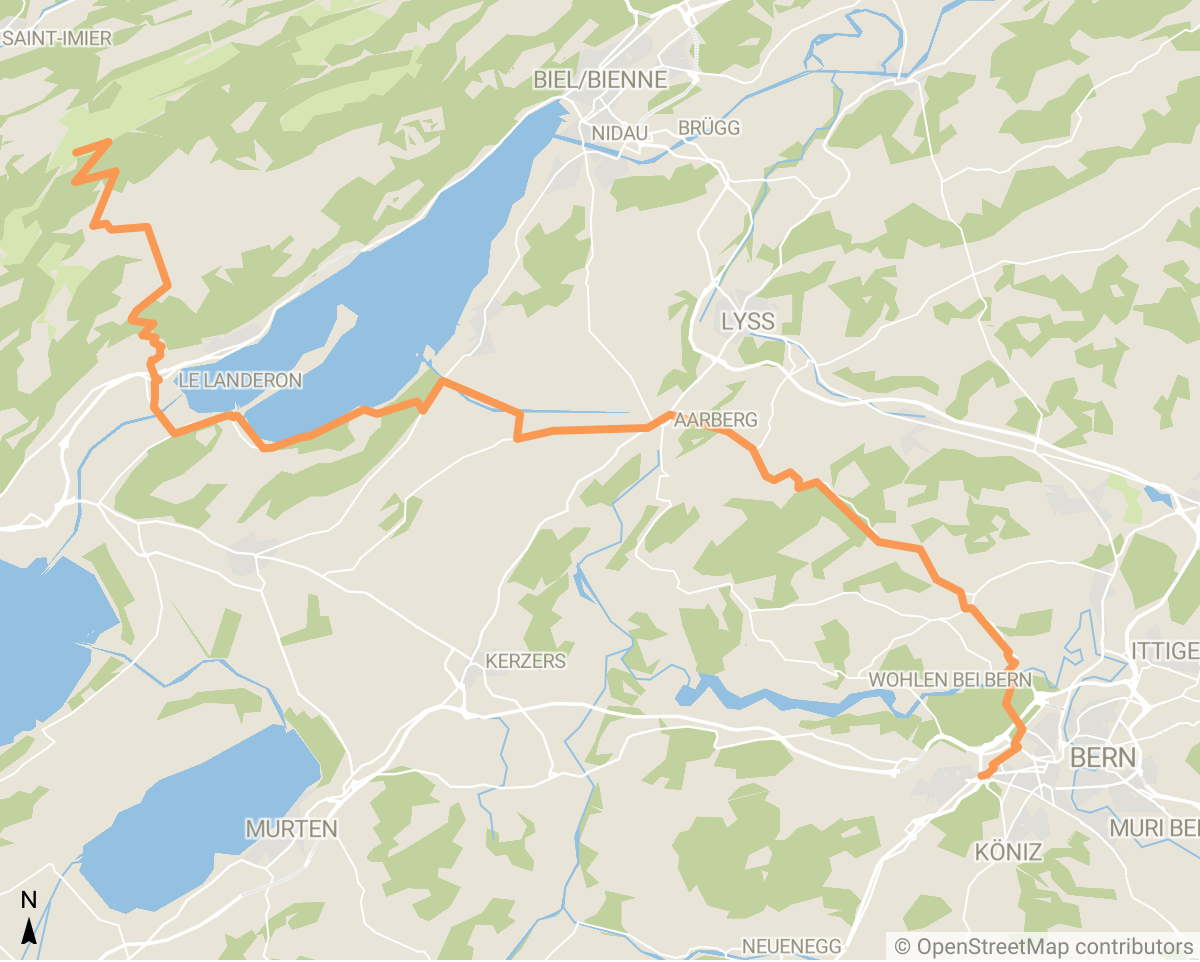 SAINT-IMIER
BIEL/BIENNE
NIDAU
BRÜGG
LYSS
LE LANDERON
AARBERG
KERZERS
ITTIGE
WOHLEN BEI BERN
BERN
MURTEN
MURI BEI
KÖNIZ
N
NEUENEGG
© OpenStreetMap contributors